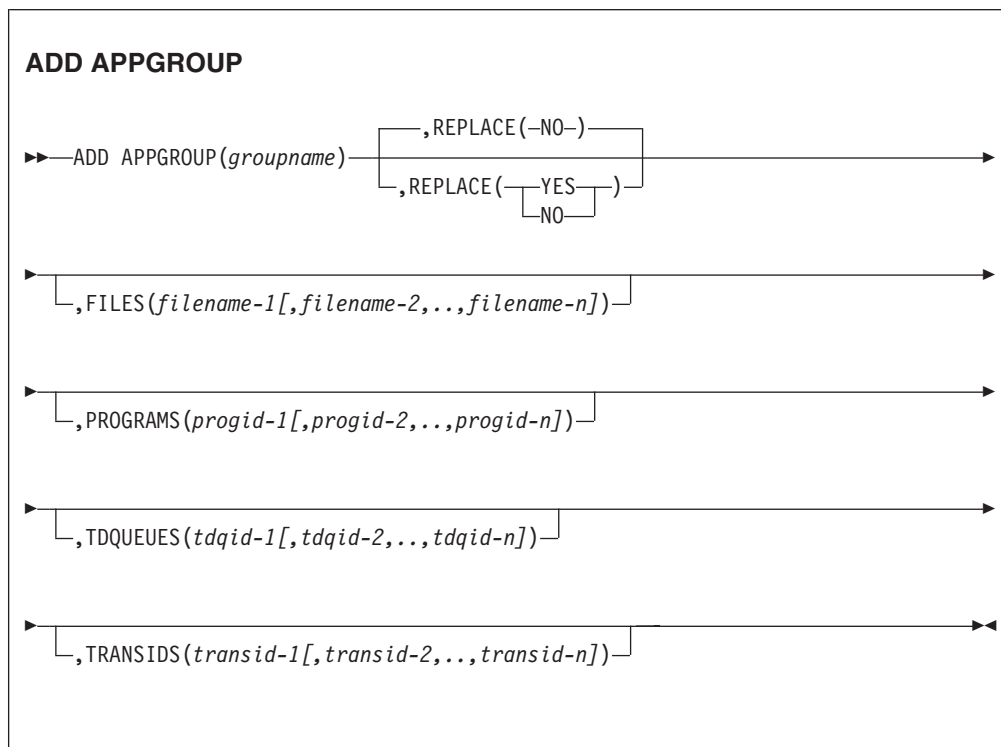 ADD APPGROUP
,REPLACE(NO)
ADD APPGROUP(groupname)
,REPLACE(YES)
NO
,FILES(filename-1[,filename-2,..,filename-n])
,PROGRAMS(progid-1[,progid-2,..,progid-n])
,TDQUEUES(tdqid-1[,tdqid-2,..,tdqid-n])
,TRANSIDS(transid-1[,transid-2,..,transid-n])